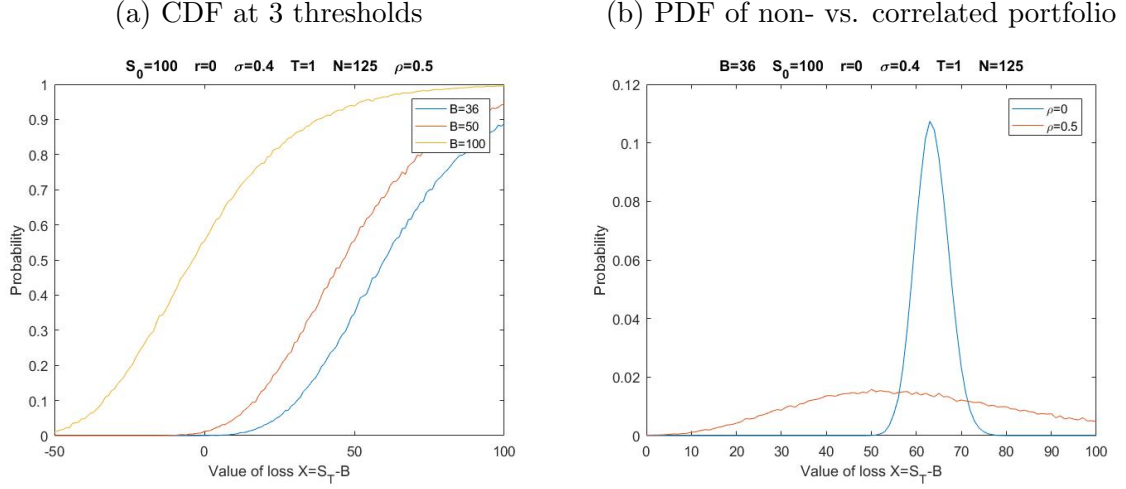 (a) CDF at 3 thresholds
S_0=100 r=0 σ=0.4 T=1 N=125 ρ=0.5
1
0.9
0.8
0.7
0.6
0.5
0.4
0.3
0.2
0.1
0
Probability
B=36
B=50
B=100
-50 0 50 100
Value of loss X=S_T-B
(b) PDF of non- vs. correlated portfolio
B=36 S_0=100 r=0 σ=0.4 T=1 N=125
0.12
0.1
0.08
0.06
0.04
0.02
0
Probability
ρ=0
ρ=0.5
0 10 20 30 40 50 60 70 80 90 100
Value of loss X=S_T-B